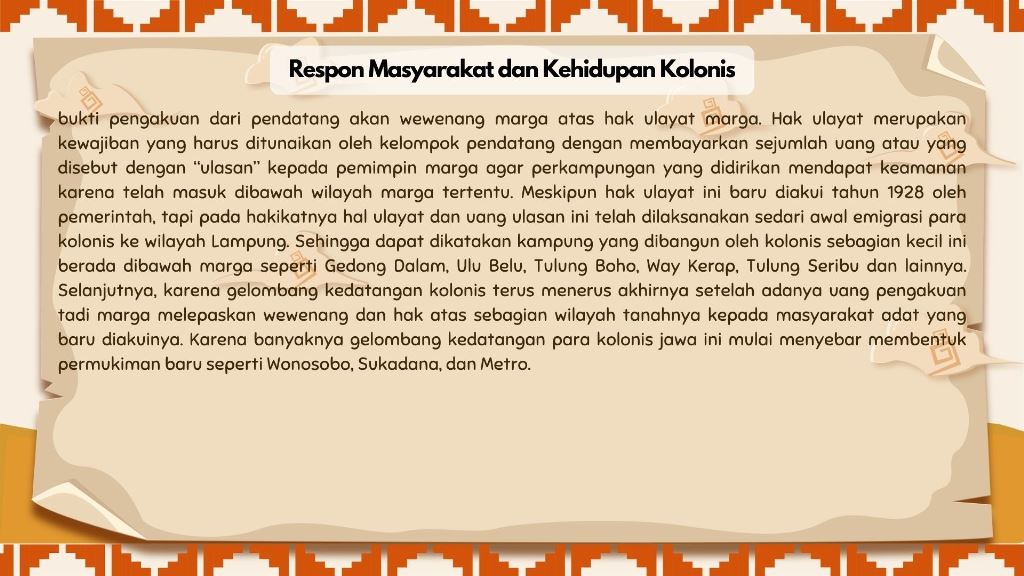 Respon Masyarakat dan Kehidupan Kolonis
bukti pengakuan dari pendatang akan wewenang marga atas hak ulayat marga. Hak ulayat merupakan
kewajiban yang harus ditunaikan oleh kelompok pendatang dengan membayarkan sejumlah uang atau yang
disebut dengan “ulasan” kepada pemimpin marga agar perkampungan yang didirikan mendapat keamanan
karena telah masuk dibawah wilayah marga tertentu. Meskipun hak ulayat ini baru diakui tahun 1928 oleh
pemerintah, tapi pada hakikatnya hal ulayat dan uang ulasan ini telah dilaksanakan sedari awal emigrasi para
kolonis ke wilayah Lampung. Sehingga dapat dikatakan kampung yang dibangun oleh kolonis sebagian kecil ini
berada dibawah marga seperti Gedong Dalam, Ulu Belu, Tulung Boho, Way Kerap, Tulung Seribu dan lainnya.
Selanjutnya, karena gelombang kedatangan kolonis terus menerus akhirnya setelah adanya uang pengakuan
tadi marga melepaskan wewenang dan hak atas sebagian wilayah tanahnya kepada masyarakat adat yang
baru diakuinya. Karena banyaknya gelombang kedatangan para kolonis jawa ini mulai menyebar membentuk
permukiman baru seperti Wonosobo, Sukadana, dan Metro.